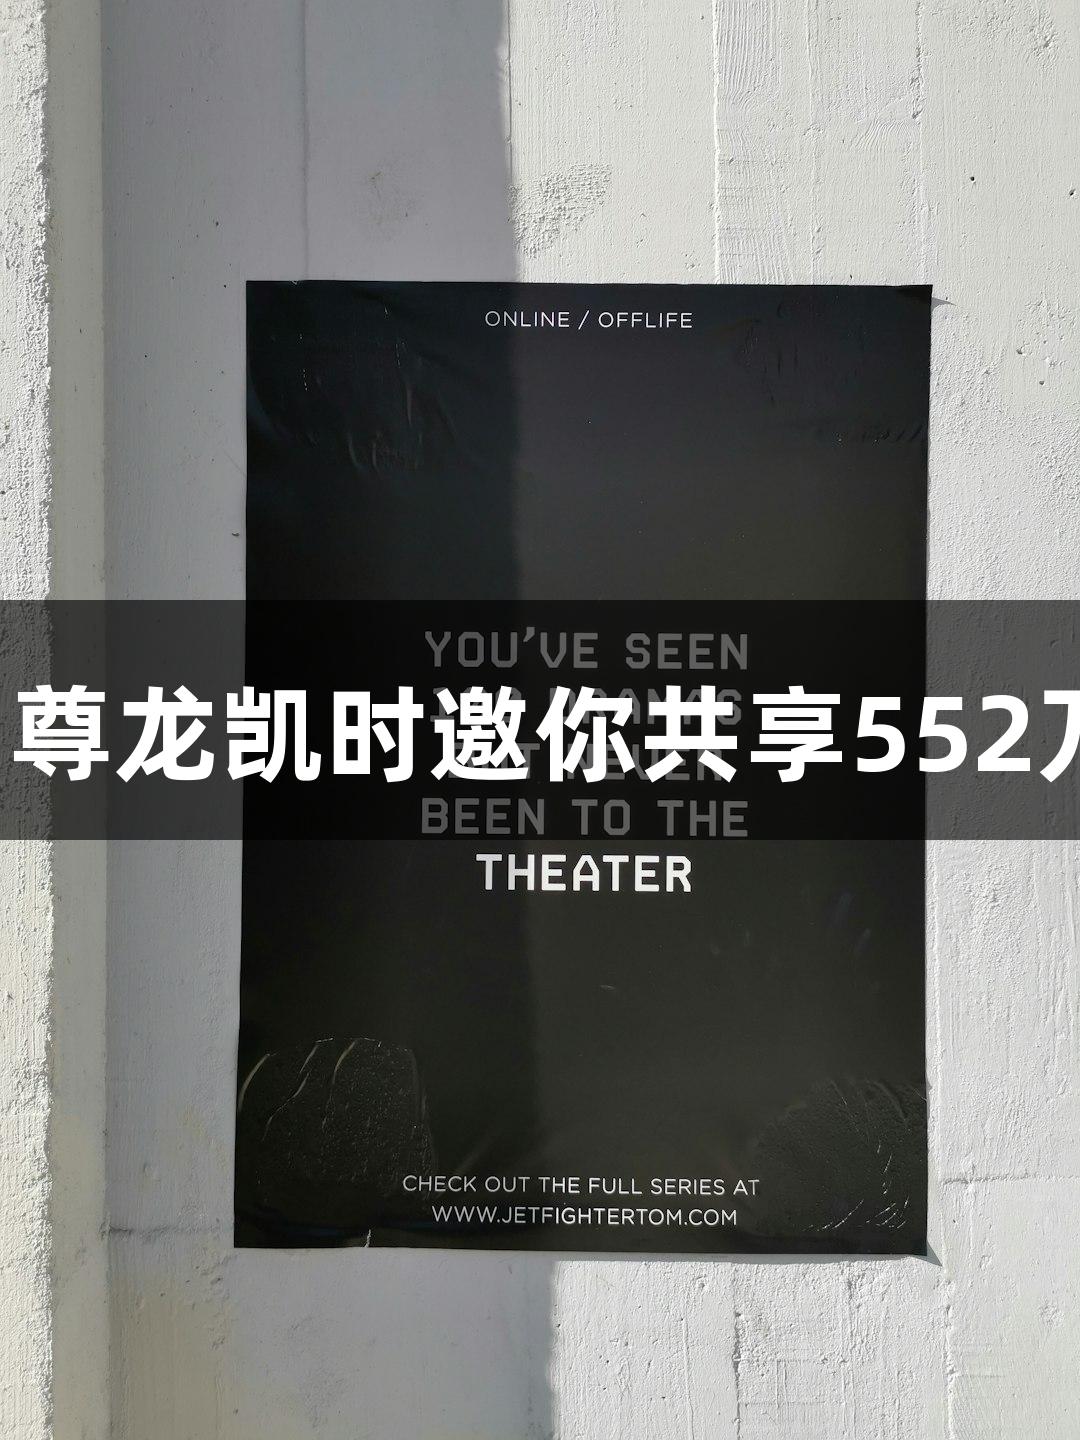 ONLINE / OFFLIFE
YOU'VE SEEN
尊龙凯时邀你共享552万
BEEN TO THE
THEATER
CHECK OUT THE FULL SERIES AT
WWW.JETFIGHTERTOM.COM